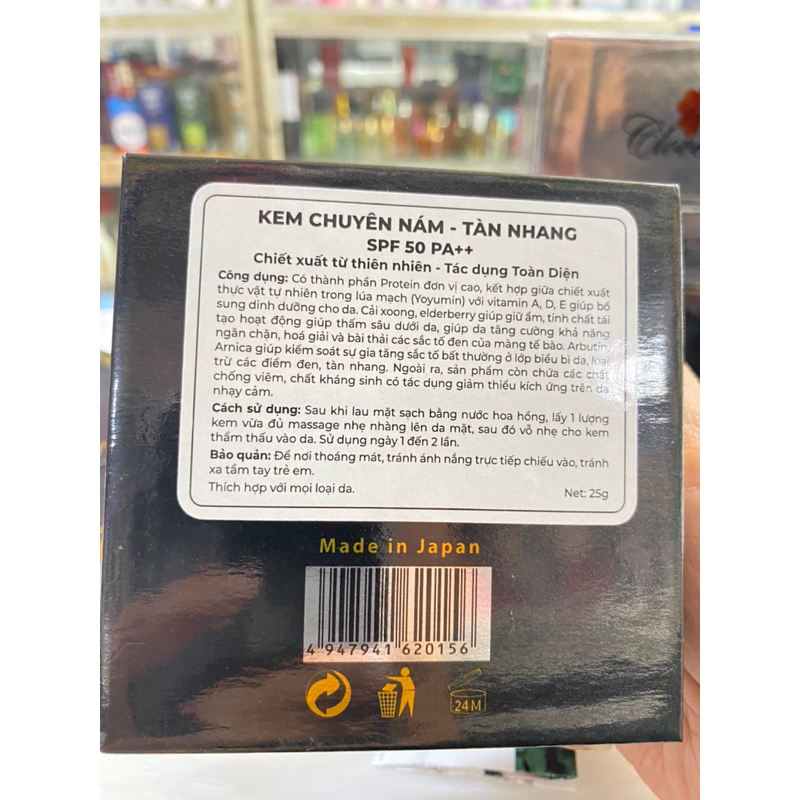 KEM CHUYÊN NÁM - TÀN NHANG
SPF 50 PA++
Chiết xuất từ thiên nhiên - Tác dụng Toàn Diện
Công dụng: Có thành phần Protein đơn vị cao, kết hợp giữa chiết xuất
thực vật tự nhiên trong lúa mạch (Yoyumin) với vitamin A, D, E giúp bổ
sung dinh dưỡng cho da. Cải xoong, elderberry giúp giữ ẩm, tinh chất tái
tạo hoạt động giúp thấm sâu dưới da, giúp da tăng cường khả năng
ngăn chặn, hoá giải và bài thải các sắc tố đen của màng tế bào. Arbutin,
Arnica giúp kiểm soát sự gia tăng sắc tố bất thường ở lớp biểu bì da, loại
trừ các điểm đen, tàn nhang. Ngoài ra, sản phẩm còn chứa các chất
chống viêm, chất kháng sinh có tác dụng giảm thiểu kích ứng trên da
nhạy cảm.
Cách sử dụng: Sau khi lau mặt sạch bằng nước hoa hồng, lấy 1 lượng
kem vừa đủ massage nhẹ nhàng lên da mặt, sau đó vỗ nhẹ cho kem
thẩm thấu vào da. Sử dụng ngày 1 đến 2 lần.
Bảo quản: Để nơi thoáng mát, tránh ánh nắng trực tiếp chiếu vào, tránh
xa tầm tay trẻ em.
Thích hợp với mọi loại da.
Net: 25g
Made in Japan
4 947941 620156
24M